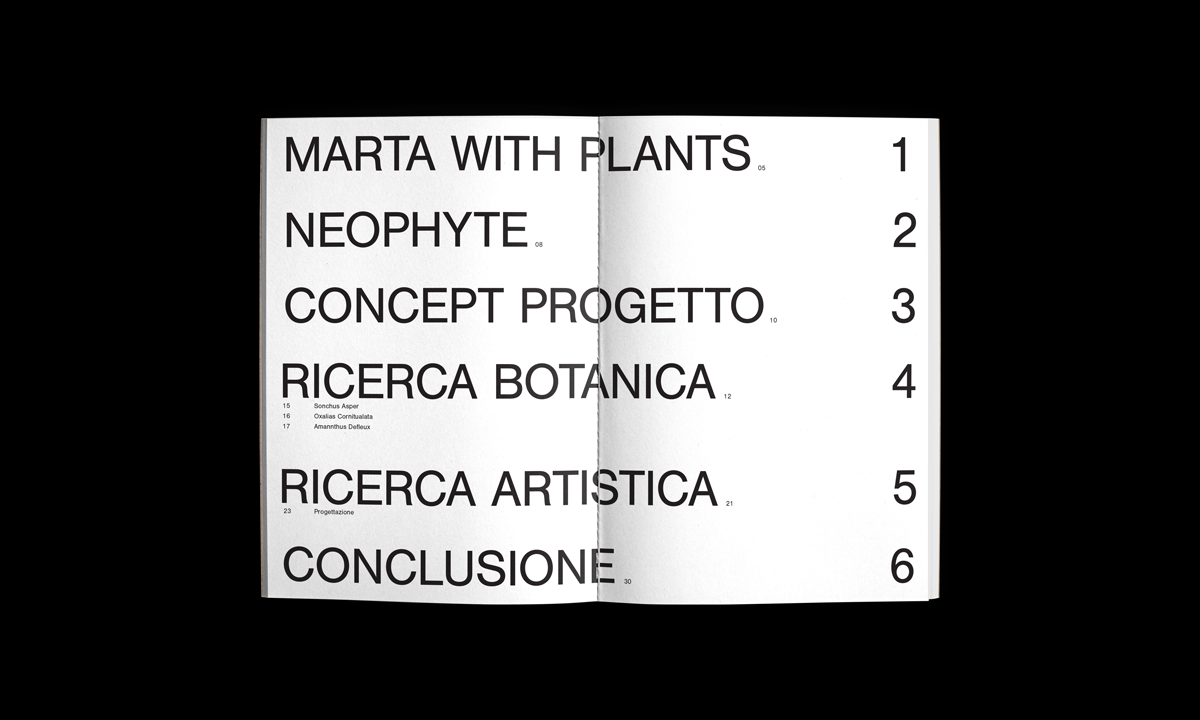 MARTA WITH PLANTS 05 1
NEOPHYTE 08 2
CONCEPT PROGETTO 10 3
RICERCA BOTANICA 12 4
15 Sonchus Asper
16 Oxalias Cornitualata
17 Amannthus Defleux
RICERCA ARTISTICA 21 5
23 Progettazione
CONCLUSIONE 30 6